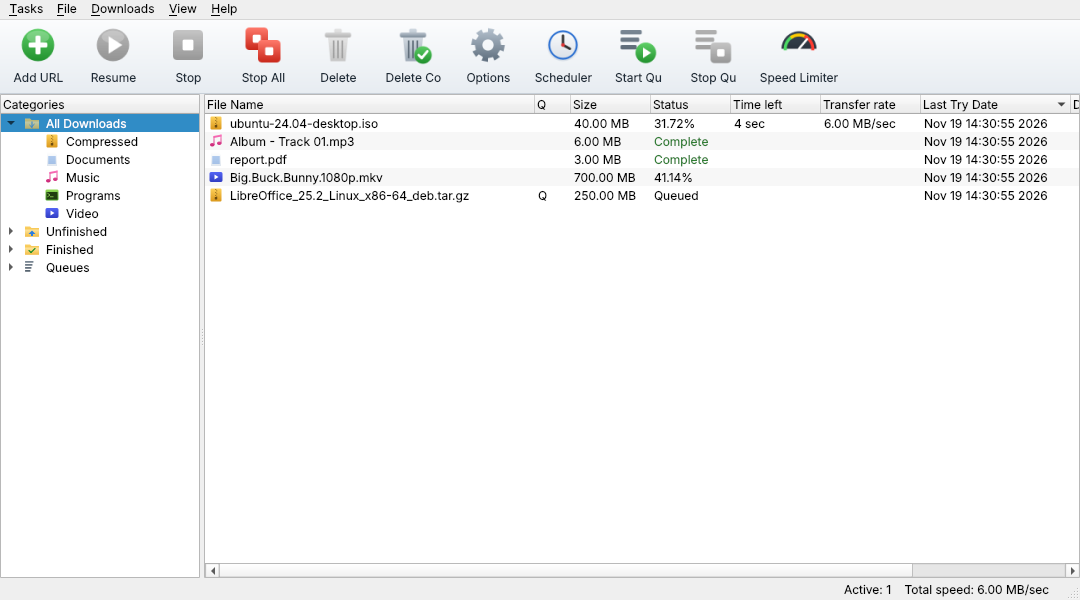 Tasks File Downloads View Help
Add URL Resume Stop Stop All Delete Delete Co Options Scheduler Start Qu Stop Qu Speed Limiter
Categories
All Downloads
Compressed
Documents
Music
Programs
Video
Unfinished
Finished
Queues
File Name Q Size Status Time left Transfer rate Last Try Date D
ubuntu-24.04-desktop.iso 40.00 MB 31.72% 4 sec 6.00 MB/sec Nov 19 14:30:55 2026
Album - Track 01.mp3 6.00 MB Complete Nov 19 14:30:55 2026
report.pdf 3.00 MB Complete Nov 19 14:30:55 2026
Big.Buck.Bunny.1080p.mkv 700.00 MB 41.14% Nov 19 14:30:55 2026
LibreOffice_25.2_Linux_x86-64_deb.tar.gz Q 250.00 MB Queued Nov 19 14:30:55 2026
Active: 1 Total speed: 6.00 MB/sec